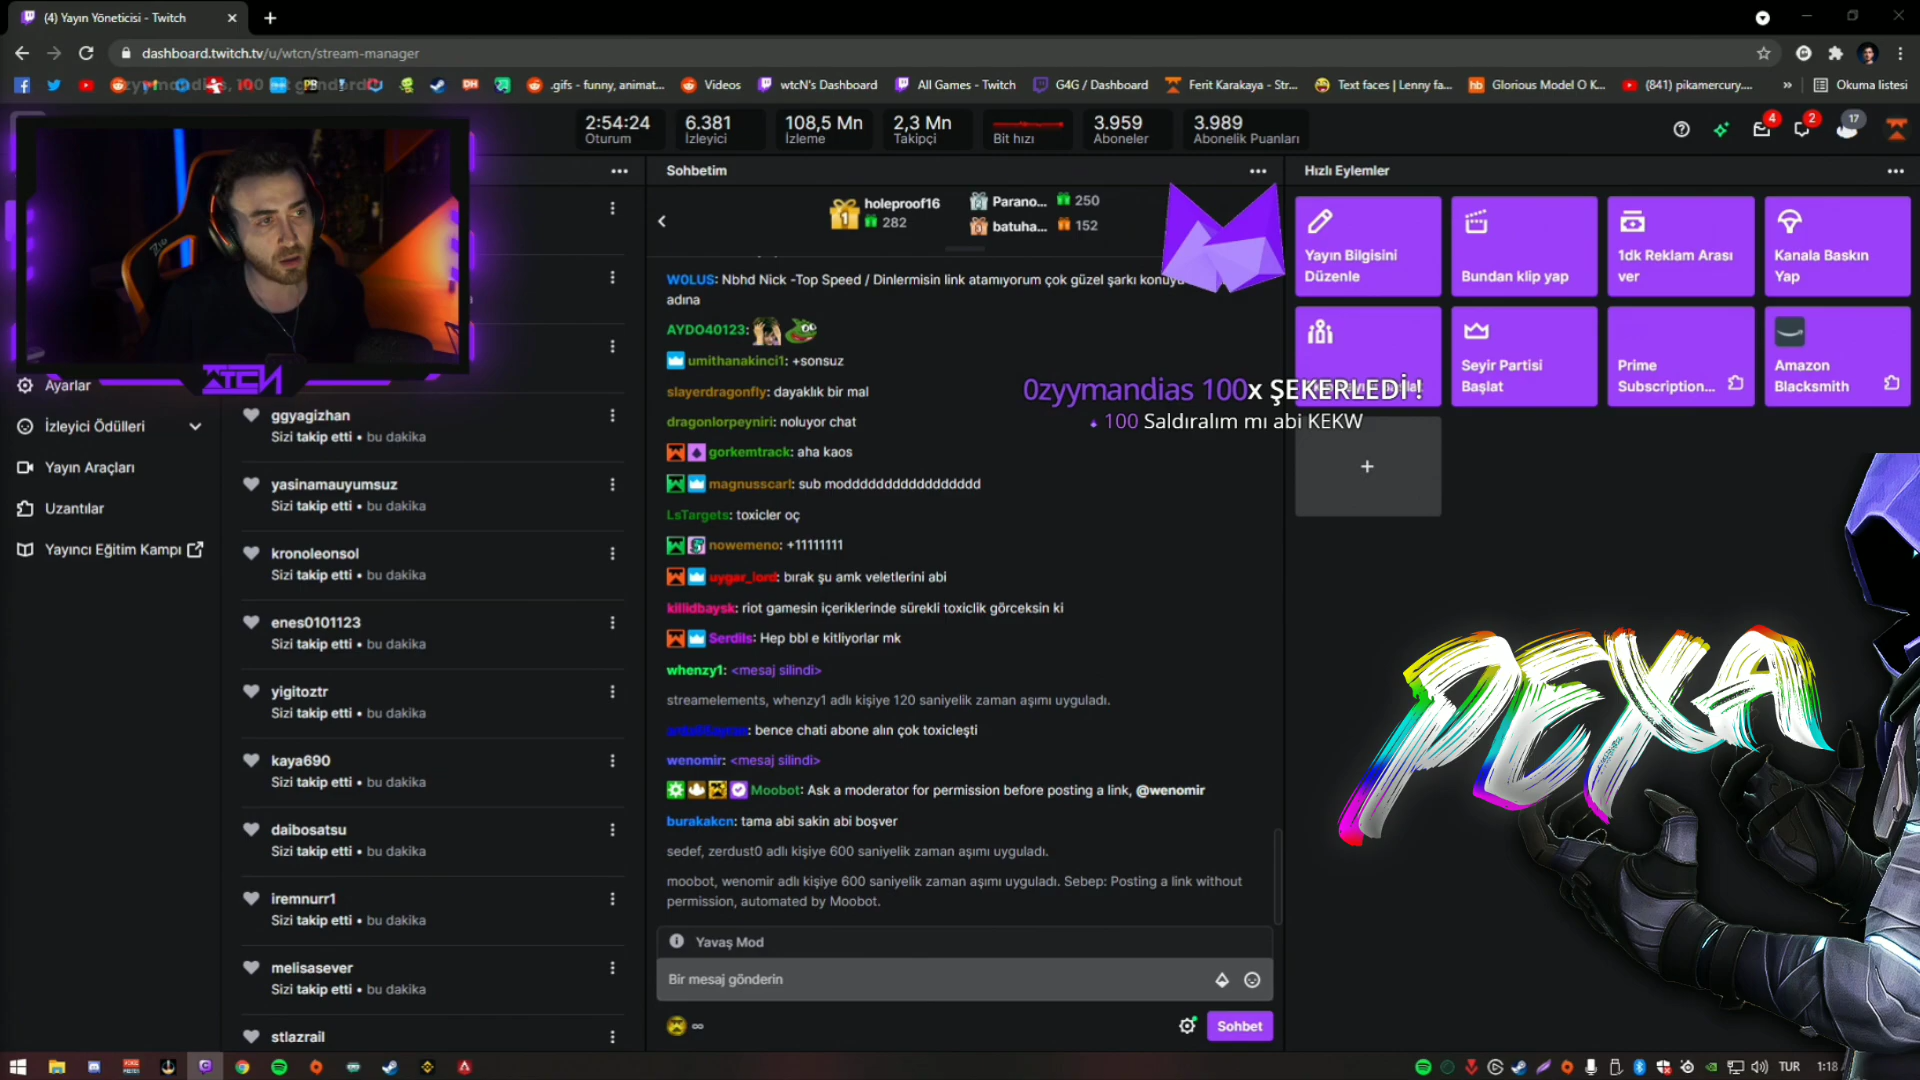 (4) Yayın Yöneticisi - Twitch
dashboard.twitch.tv/u/wtcn/stream-manager
.gifs - funny, animat...
Videos
wtcN's Dashboard
All Games - Twitch
G4G / Dashboard
Ferit Karakaya - Str...
Text faces | Lenny fa...
Glorious Model O K...
(841) pikamercury....
»
Okuma listesi
2:54:24
Oturum
6.381
İzleyici
108,5 Mn
İzleme
2,3 Mn
Takipçi
Bit hızı
3.959
Aboneler
3.989
Abonelik Puanları
4
2
17
WTCN
Ayarlar
İzleyici Ödülleri
Yayın Araçları
Uzantılar
Yayıncı Eğitim Kampı
ggyagizhan
Sizi takip etti • bu dakika
yasinamauyumsuz
Sizi takip etti • bu dakika
kronoleonsol
Sizi takip etti • bu dakika
enes0101123
Sizi takip etti • bu dakika
yigitoztr
Sizi takip etti • bu dakika
kaya690
Sizi takip etti • bu dakika
daibosatsu
Sizi takip etti • bu dakika
iremnurr1
Sizi takip etti • bu dakika
melisasever
Sizi takip etti • bu dakika
stlazrail
Sohbetim
1 holeproof16
282
Parano... 250
batuha... 152
W0LUS: Nbhd Nick -Top Speed / Dinlermisin link atamıyorum çok güzel şarkı konuyu
adına
AYDO40123:
umithanakinci1: +sonsuz
slayerdragonfly: dayaklık bir mal
dragonlorpeyniri: noluyor chat
gorkemtrack: aha kaos
magnusscarl: sub modddddddddddddddddd
LsTargets: toxicler oç
nowemeno: +11111111
uygar_lord: bırak şu amk veletlerini abi
killidbaysk: riot gamesin içeriklerinde sürekli toxiclik görceksin ki
Serdils: Hep bbl e kitliyorlar mk
whenzy1: <mesaj silindi>
streamelements, whenzy1 adlı kişiye 120 saniyelik zaman aşımı uyguladı.
: bence chati abone alın çok toxicleşti
wenomir: <mesaj silindi>
Moobot: Ask a moderator for permission before posting a link, @wenomir
burakakcn: tama abi sakin abi boşver
sedef, zerdust0 adlı kişiye 600 saniyelik zaman aşımı uyguladı.
moobot, wenomir adlı kişiye 600 saniyelik zaman aşımı uyguladı. Sebep: Posting a link without
permission, automated by Moobot.
Yavaş Mod
Bir mesaj gönderin
∞
Sohbet
Hızlı Eylemler
Yayın Bilgisini
Düzenle
Bundan klip yap
1dk Reklam Arası
ver
Kanala Baskın
Yap
Seyir Partisi
Başlat
Prime
Subscription...
Amazon
Blacksmith
+
0zyymandias 100x ŞEKERLEDİ !
100 Saldıralım mı abi KEKW
PEXA
TUR
1:18